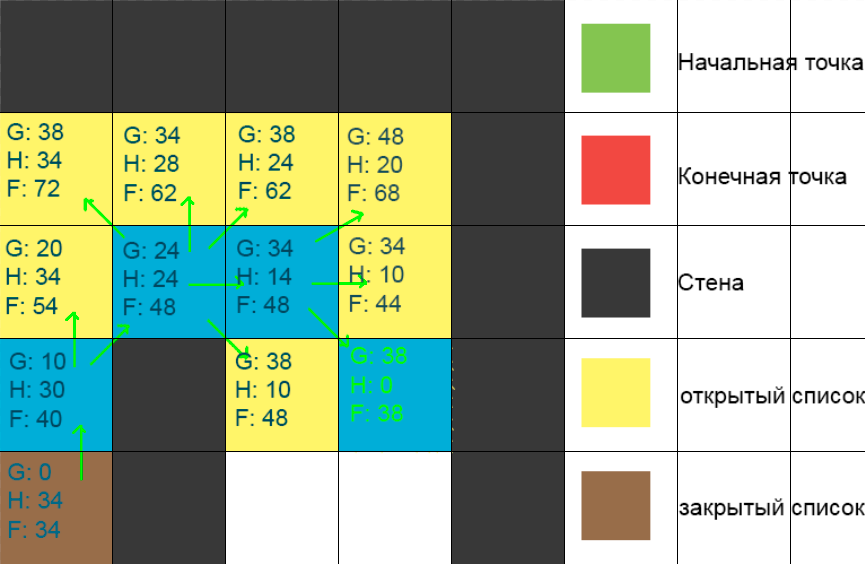 Начальная точка
G: 38
H: 34
F: 72
G: 34
H: 28
F: 62
G: 38
H: 24
F: 62
G: 48
H: 20
F: 68
Конечная точка
G: 20
H: 34
F: 54
G: 24
H: 24
F: 48
G: 34
H: 14
F: 48
G: 34
H: 10
F: 44
Стена
G: 10
H: 30
F: 40
G: 38
H: 10
F: 48
G: 38
H: 0
F: 38
открытый список
G: 0
H: 34
F: 34
закрытый список